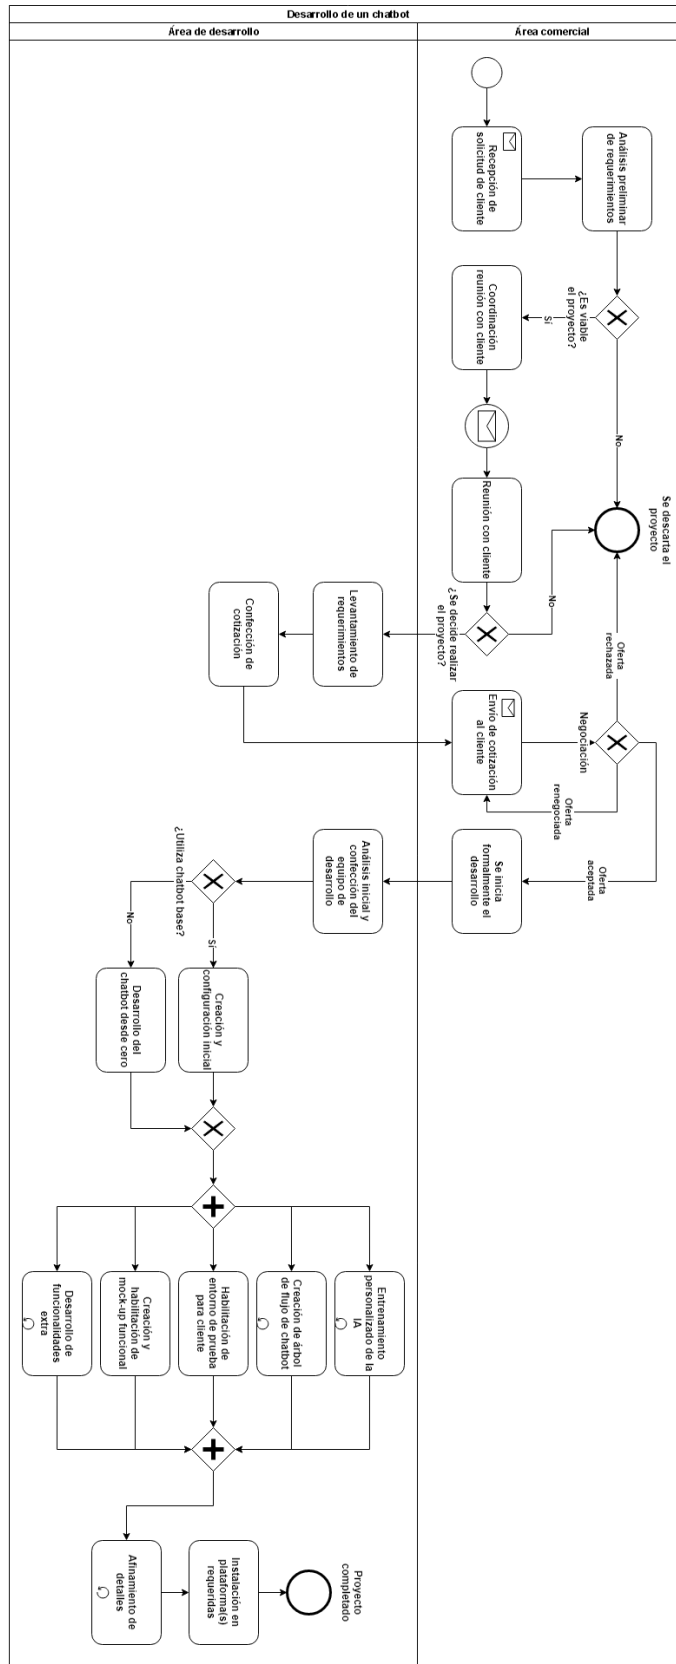 Desarrollo de un chatbot
Área comercial
Área de desarrollo
Recepción de
solicitud de cliente
Análisis preliminar
de requerimientos
¿Es viable
el proyecto?
Sí
No
Coordinación
reunión con cliente
Reunión con cliente
Se descarta el
proyecto
¿Se decide realizar
el proyecto?
No
Levantamiento de
requerimientos
Confección de
cotización
Envío de cotización
al cliente
Negociación
Oferta
rechazada
Oferta
renegociada
Oferta
aceptada
Se inicia
formalmente el
desarrollo
Análisis inicial y
confección del
equipo de
desarrollo
¿Utiliza chatbot base?
Sí
No
Creación y
configuración inicial
Desarrollo del
chatbot desde cero
Entrenamiento
personalizado de la
IA
Creación de árbol
de flujo de chatbot
Habilitación de
entorno de prueba
para cliente
Creación y
habilitación de
mock-up funcional
Desarrollo de
funcionalidades
extra
Afinamiento de
detalles
Instalación en
plataforma(s)
requeridas
Proyecto
completado